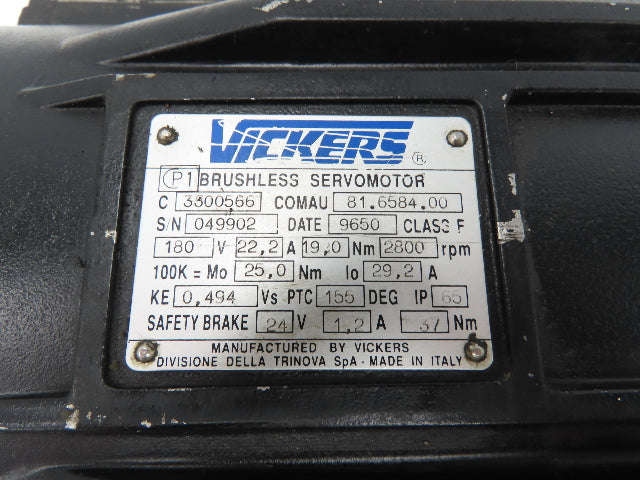 VICKERS ®
P1 BRUSHLESS SERVOMOTOR
C 3300566 COMAU 81.6584.00
S/N 049902 DATE 9650 CLASS F
180 V 22,2 A 19,0 Nm 2800 rpm
100K = Mo 25,0 Nm Io 29,2 A
KE 0,494 Vs PTC 155 DEG IP 65
SAFETY BRAKE 24 V 1,2 A 37 Nm
MANUFACTURED BY VICKERS
DIVISIONE DELLA TRINOVA SpA - MADE IN ITALY